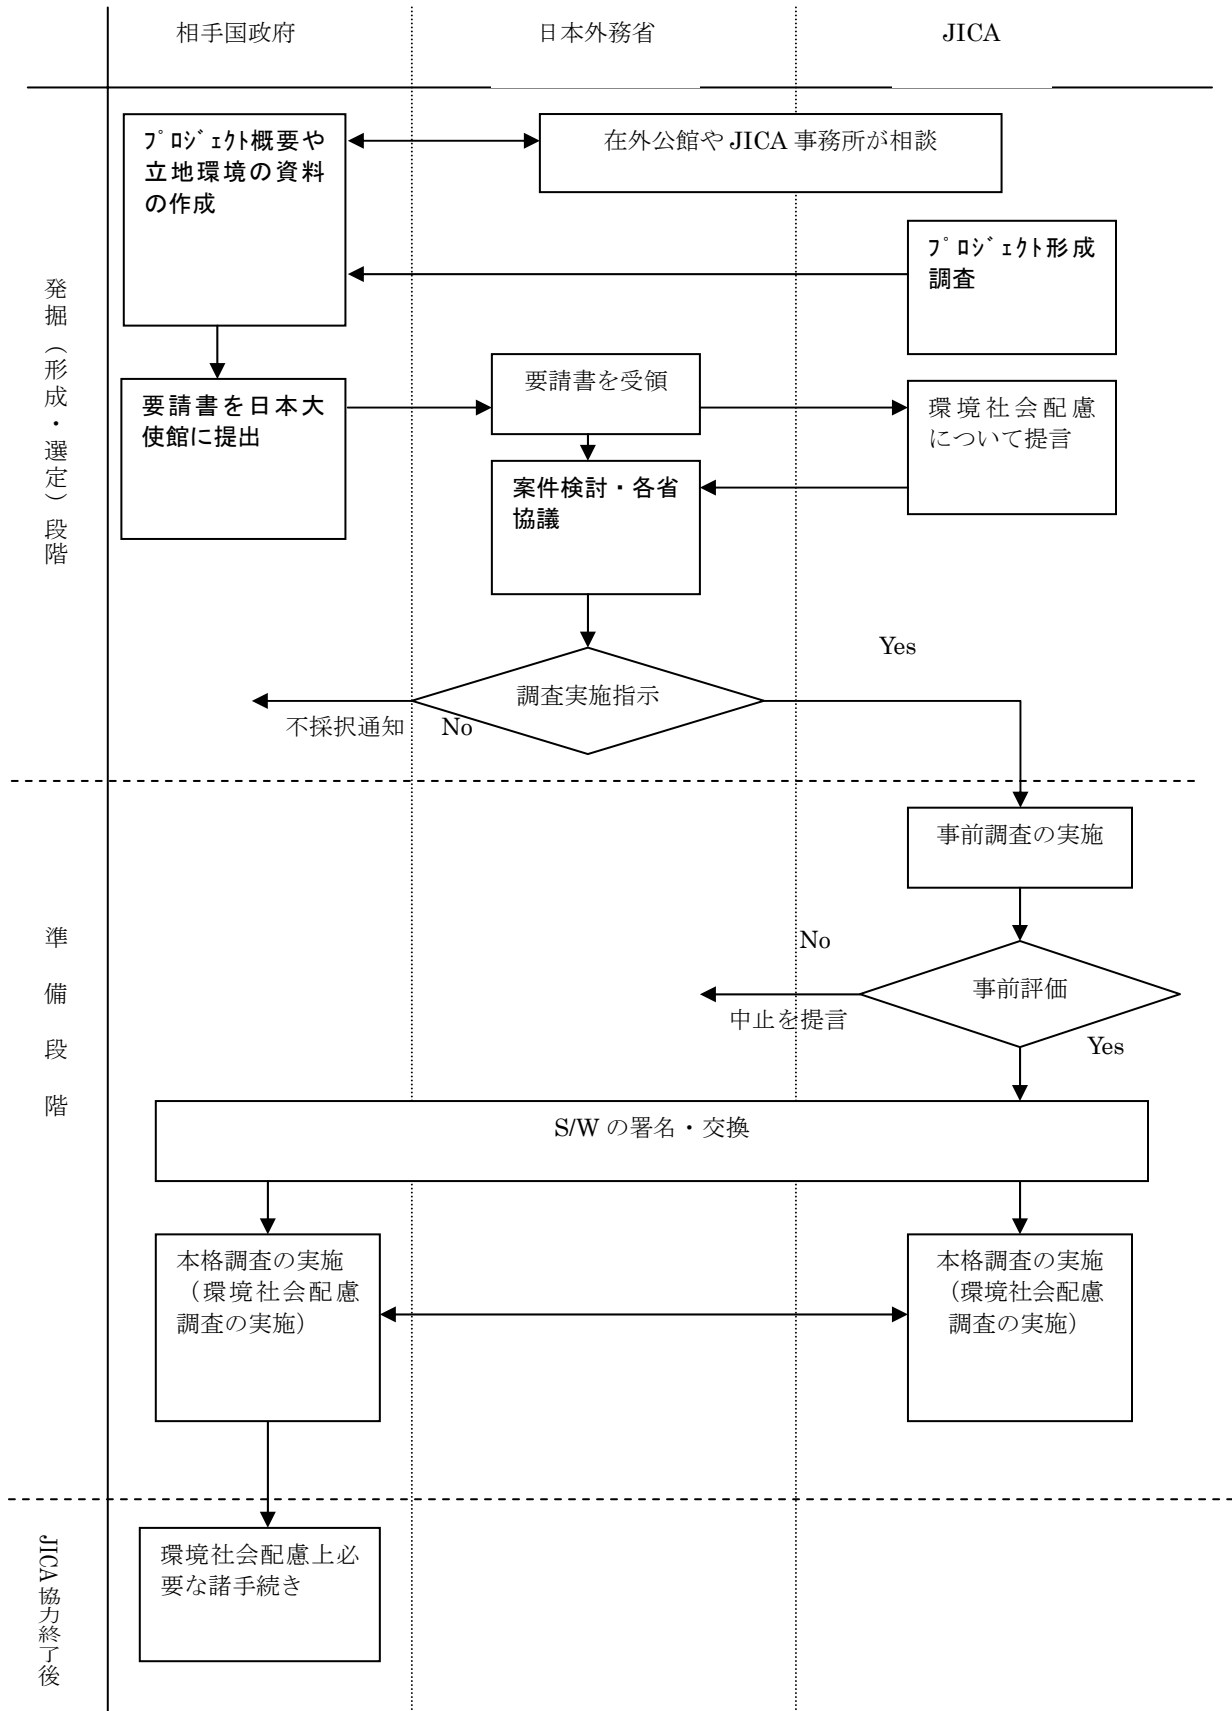 相手国政府
日本外務省
JICA
発掘（形成・選定）段階
ﾌﾟﾛｼﾞｪｸﾄ概要や
立地環境の資料
の作成
在外公館や JICA 事務所が相談
ﾌﾟﾛｼﾞｪｸﾄ形成
調査
要請書を日本大
使館に提出
要請書を受領
環境社会配慮
について提言
案件検討・各省
協議
調査実施指示
Yes
不採択通知
No
準備段階
事前調査の実施
事前評価
No
中止を提言
Yes
S/W の署名・交換
本格調査の実施
（環境社会配慮
調査の実施）
本格調査の実施
（環境社会配慮
調査の実施）
JICA 協力終了後
環境社会配慮上必
要な諸手続き